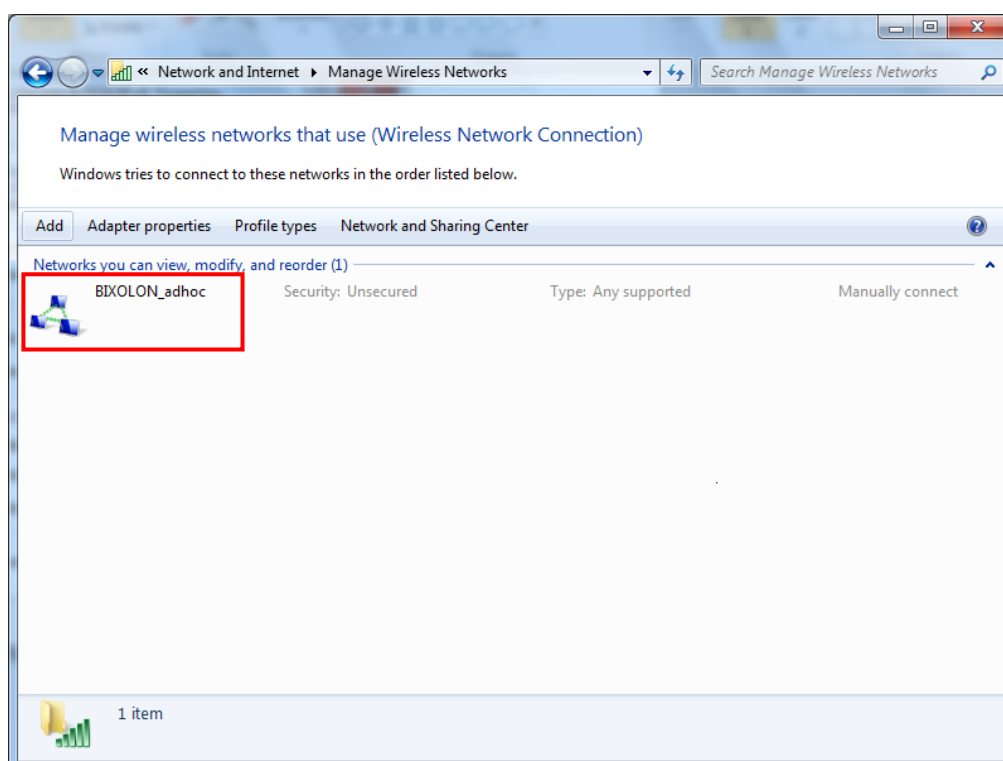 « Network and Internet ▸ Manage Wireless Networks Search Manage Wireless Networks
Manage wireless networks that use (Wireless Network Connection)
Windows tries to connect to these networks in the order listed below.
Add Adapter properties Profile types Network and Sharing Center
Networks you can view, modify, and reorder (1)
BIXOLON_adhoc Security: Unsecured Type: Any supported Manually connect
1 item